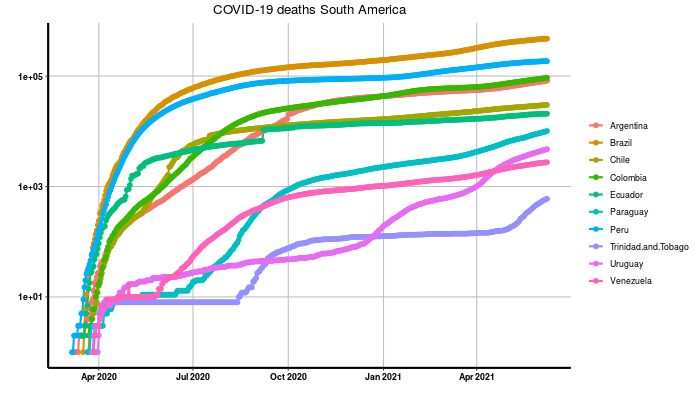 COVID-19 deaths South America
1e+05
1e+03
1e+01
Apr 2020
Jul 2020
Oct 2020
Jan 2021
Apr 2021
Argentina
Brazil
Chile
Colombia
Ecuador
Paraguay
Peru
Trinidad.and.Tobago
Uruguay
Venezuela